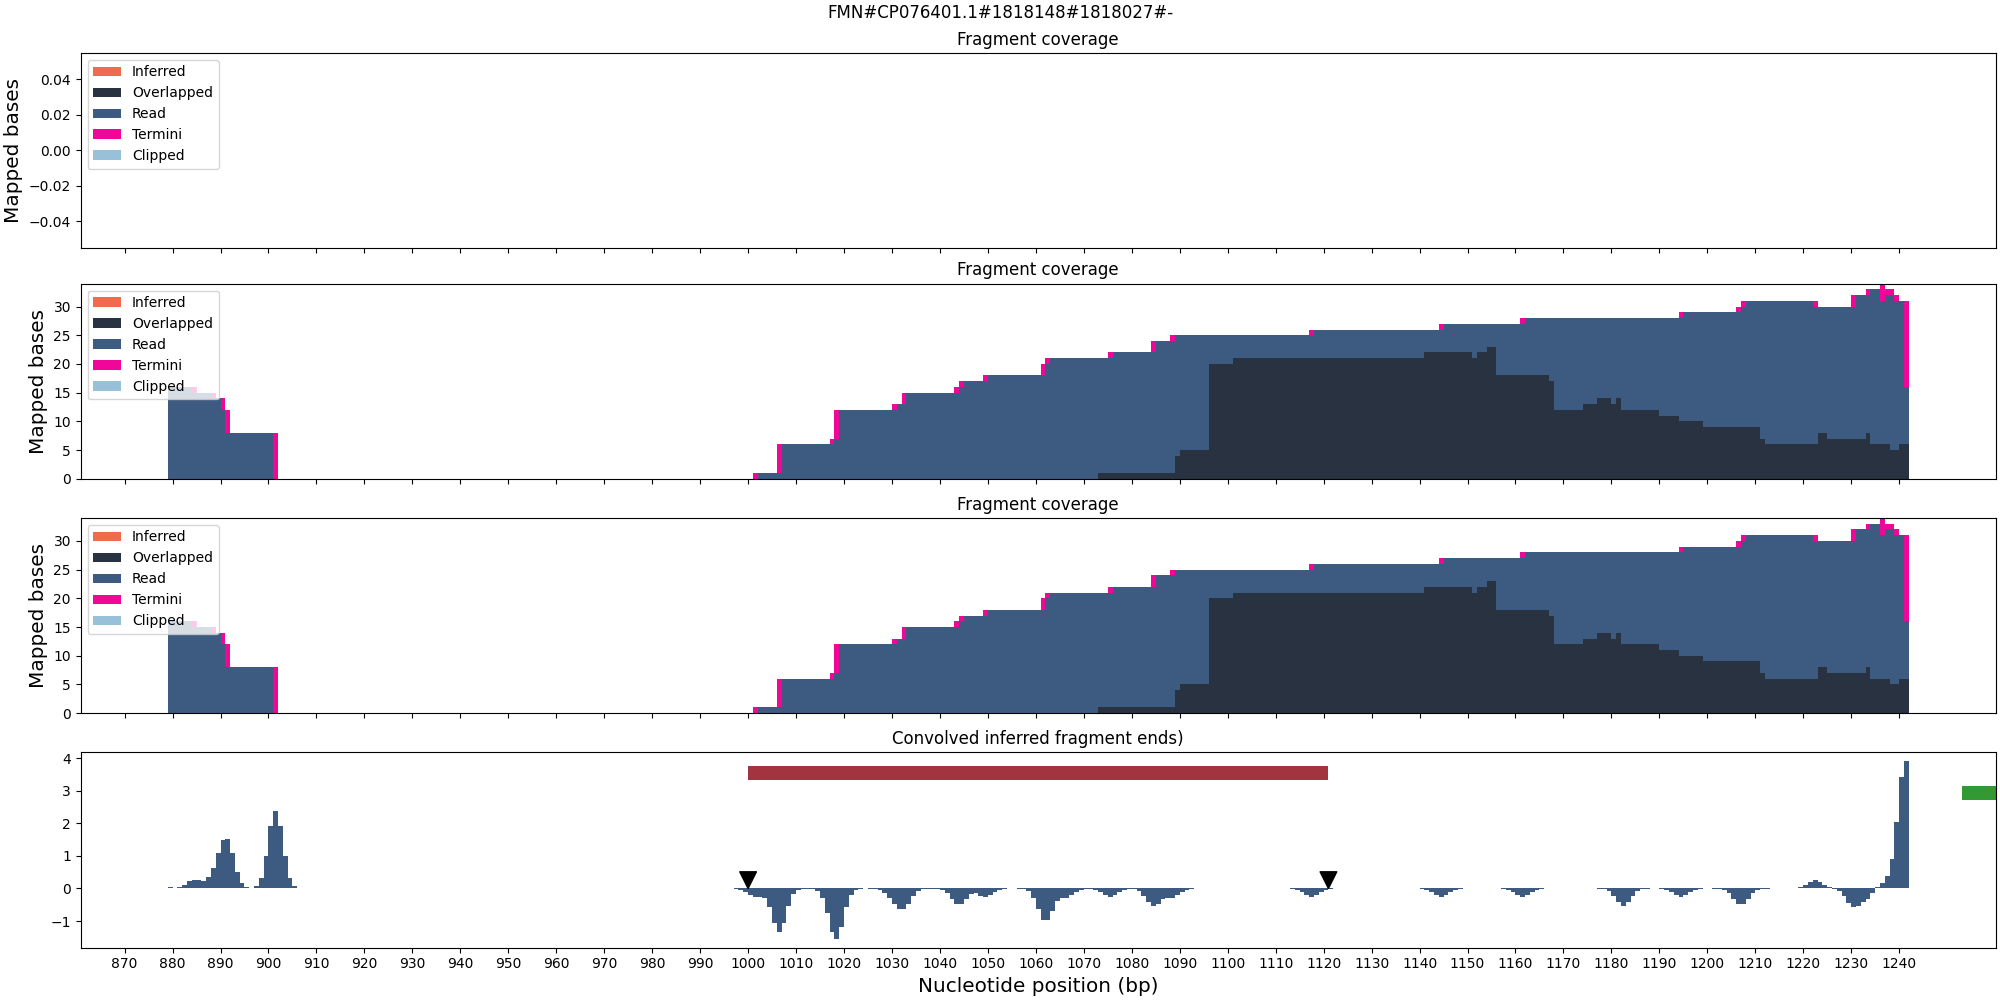 FMN#CP076401.1#1818148#1818027#-
Fragment coverage
Mapped bases
0.04
0.02
0.00
−0.02
−0.04
Inferred
Overlapped
Read
Termini
Clipped
Fragment coverage
Mapped bases
30
25
20
15
10
5
0
Inferred
Overlapped
Read
Termini
Clipped
Fragment coverage
Mapped bases
30
25
20
15
10
5
0
Inferred
Overlapped
Read
Termini
Clipped
Convolved inferred fragment ends)
4
3
2
1
0
−1
870 880 890 900 910 920 930 940 950 960 970 980 990 1000 1010 1020 1030 1040 1050 1060 1070 1080 1090 1100 1110 1120 1130 1140 1150 1160 1170 1180 1190 1200 1210 1220 1230 1240
Nucleotide position (bp)